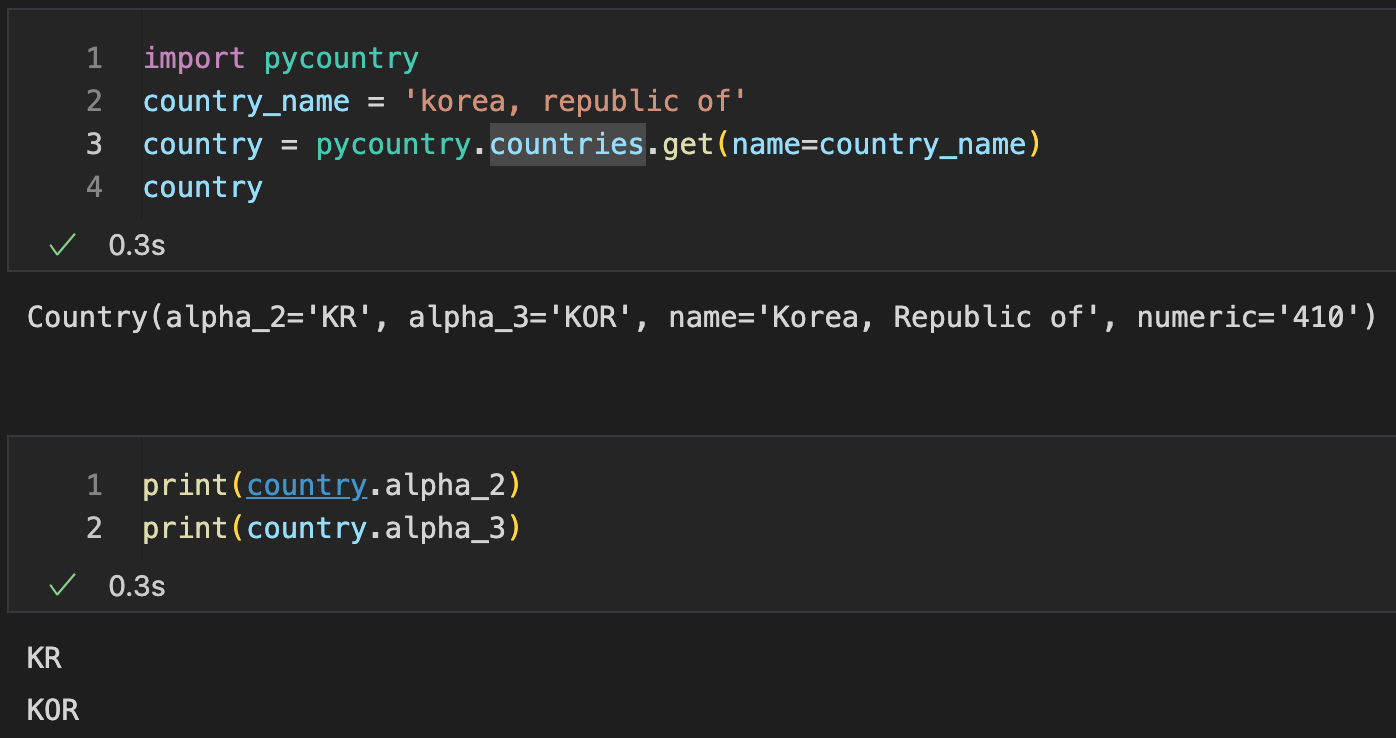 1 import pycountry
2 country_name = 'korea, republic of'
3 country = pycountry.countries.get(name=country_name)
4 country
0.3s
Country(alpha_2='KR', alpha_3='KOR', name='Korea, Republic of', numeric='410')
1 print(country.alpha_2)
2 print(country.alpha_3)
0.3s
KR
KOR